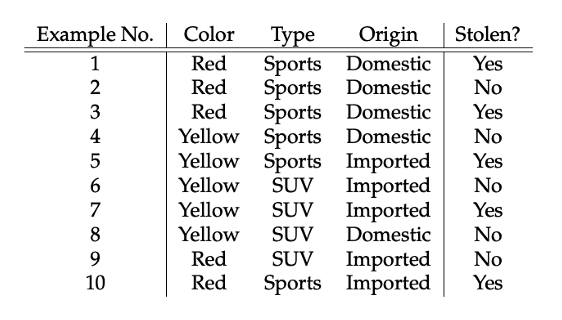 Example No. Color Type Origin Stolen?
1 Red Sports Domestic Yes
2 Red Sports Domestic No
3 Red Sports Domestic Yes
4 Yellow Sports Domestic No
5 Yellow Sports Imported Yes
6 Yellow SUV Imported No
7 Yellow SUV Imported Yes
8 Yellow SUV Domestic No
9 Red SUV Imported No
10 Red Sports Imported Yes